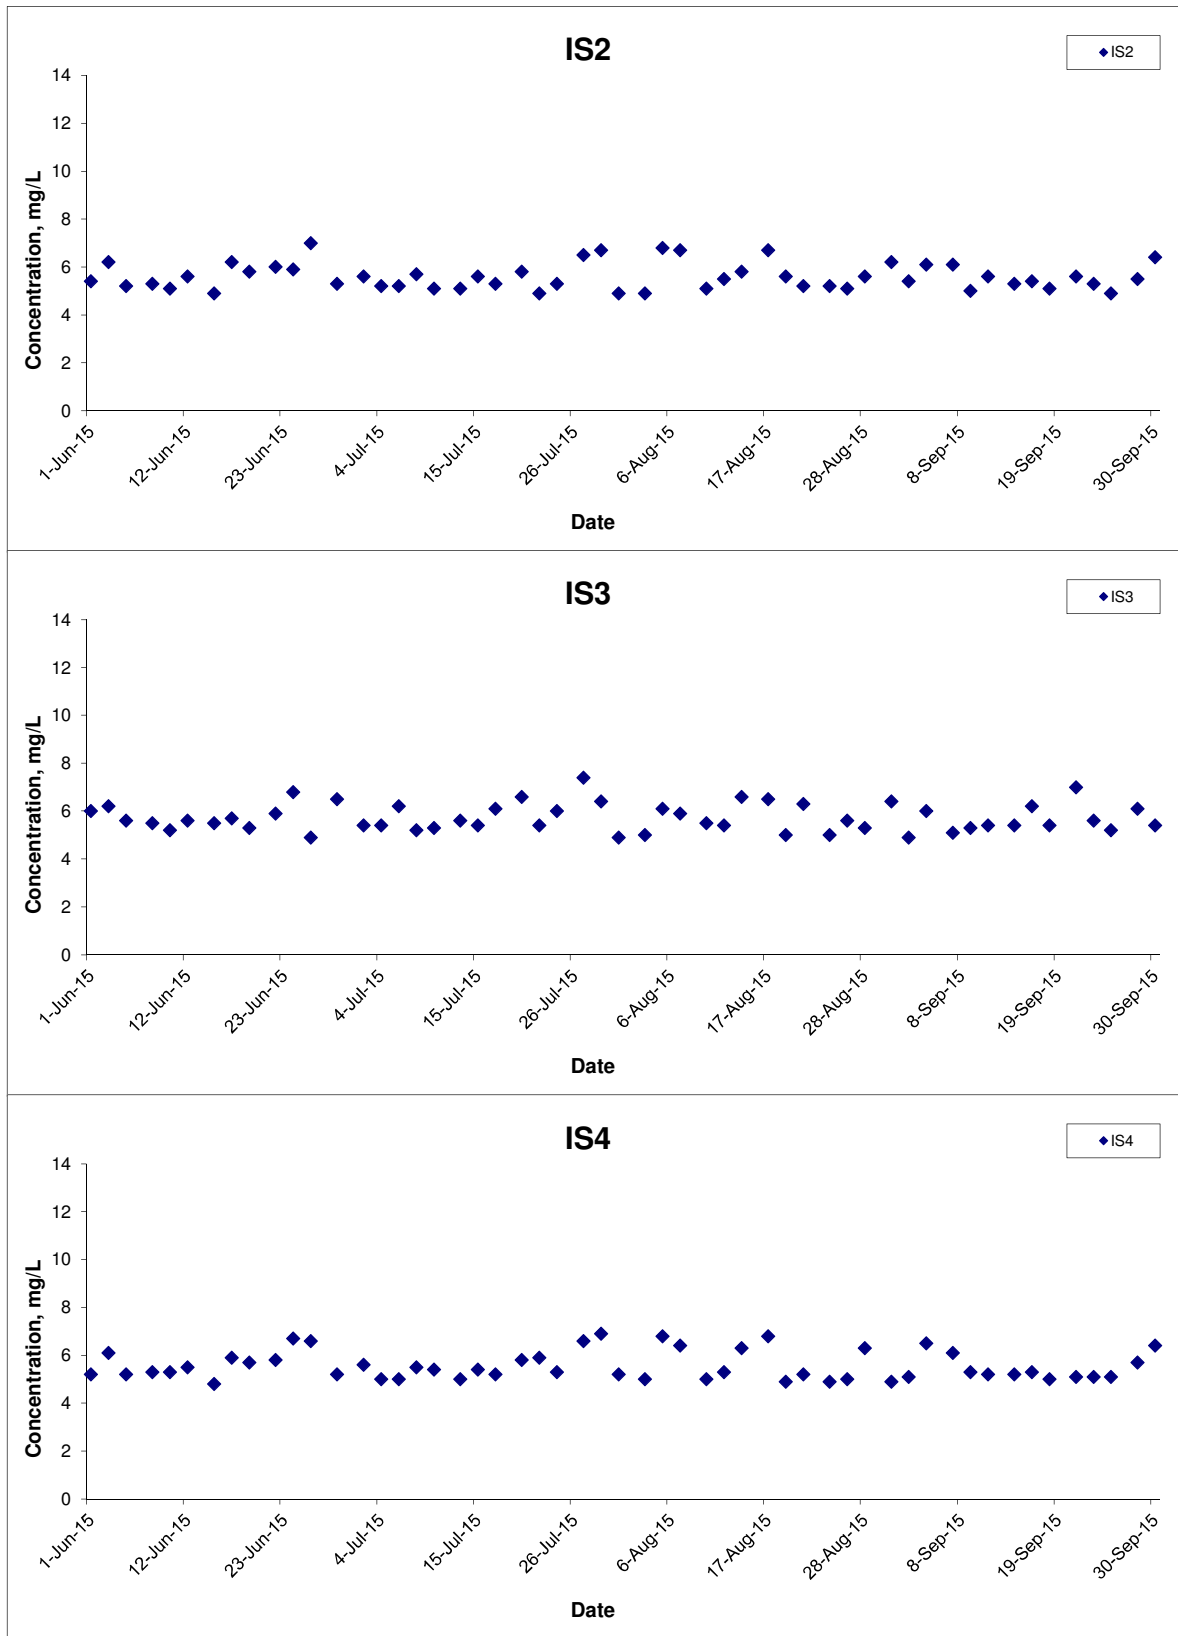 IS2
IS2
14
12
10
8
6
4
2
0
Concentration, mg/L
1-Jun-15
12-Jun-15
23-Jun-15
4-Jul-15
15-Jul-15
26-Jul-15
6-Aug-15
17-Aug-15
28-Aug-15
8-Sep-15
19-Sep-15
30-Sep-15
Date
IS3
IS3
14
12
10
8
6
4
2
0
Concentration, mg/L
1-Jun-15
12-Jun-15
23-Jun-15
4-Jul-15
15-Jul-15
26-Jul-15
6-Aug-15
17-Aug-15
28-Aug-15
8-Sep-15
19-Sep-15
30-Sep-15
Date
IS4
IS4
14
12
10
8
6
4
2
0
Concentration, mg/L
1-Jun-15
12-Jun-15
23-Jun-15
4-Jul-15
15-Jul-15
26-Jul-15
6-Aug-15
17-Aug-15
28-Aug-15
8-Sep-15
19-Sep-15
30-Sep-15
Date